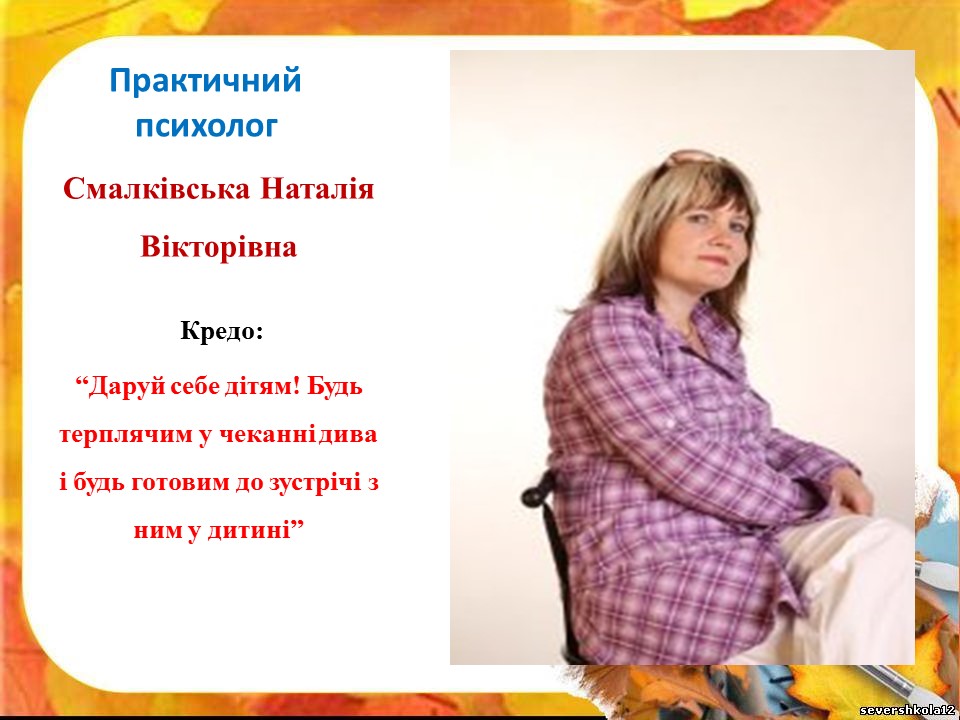 Практичний
психолог
Смалківська Наталія
Вікторівна
Кредо:
“Даруй себе дітям! Будь
терплячим у чеканні дива
і будь готовим до зустрічі з
ним у дитині”
severshkola12